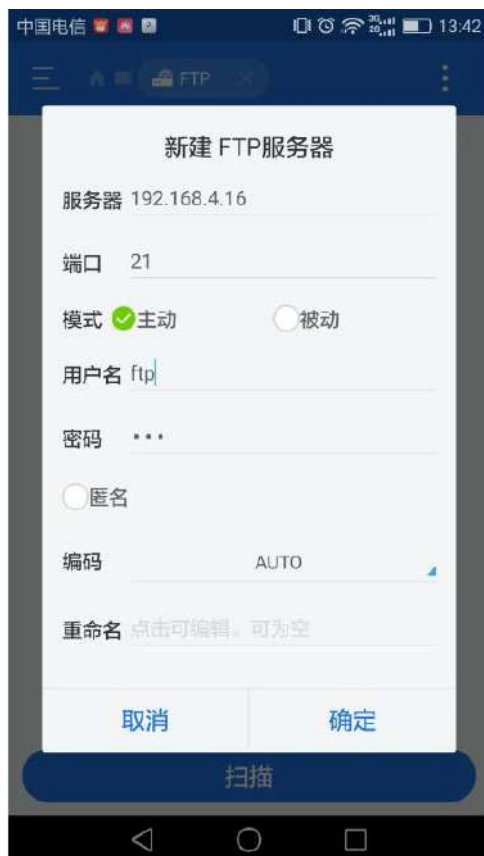 中国电信 13:42
FTP
新建 FTP服务器
服务器 192.168.4.16
端口 21
模式 主动 被动
用户名 ftp
密码 •••
匿名
编码 AUTO
重命名 点击可编辑。可为空
取消 确定
扫描